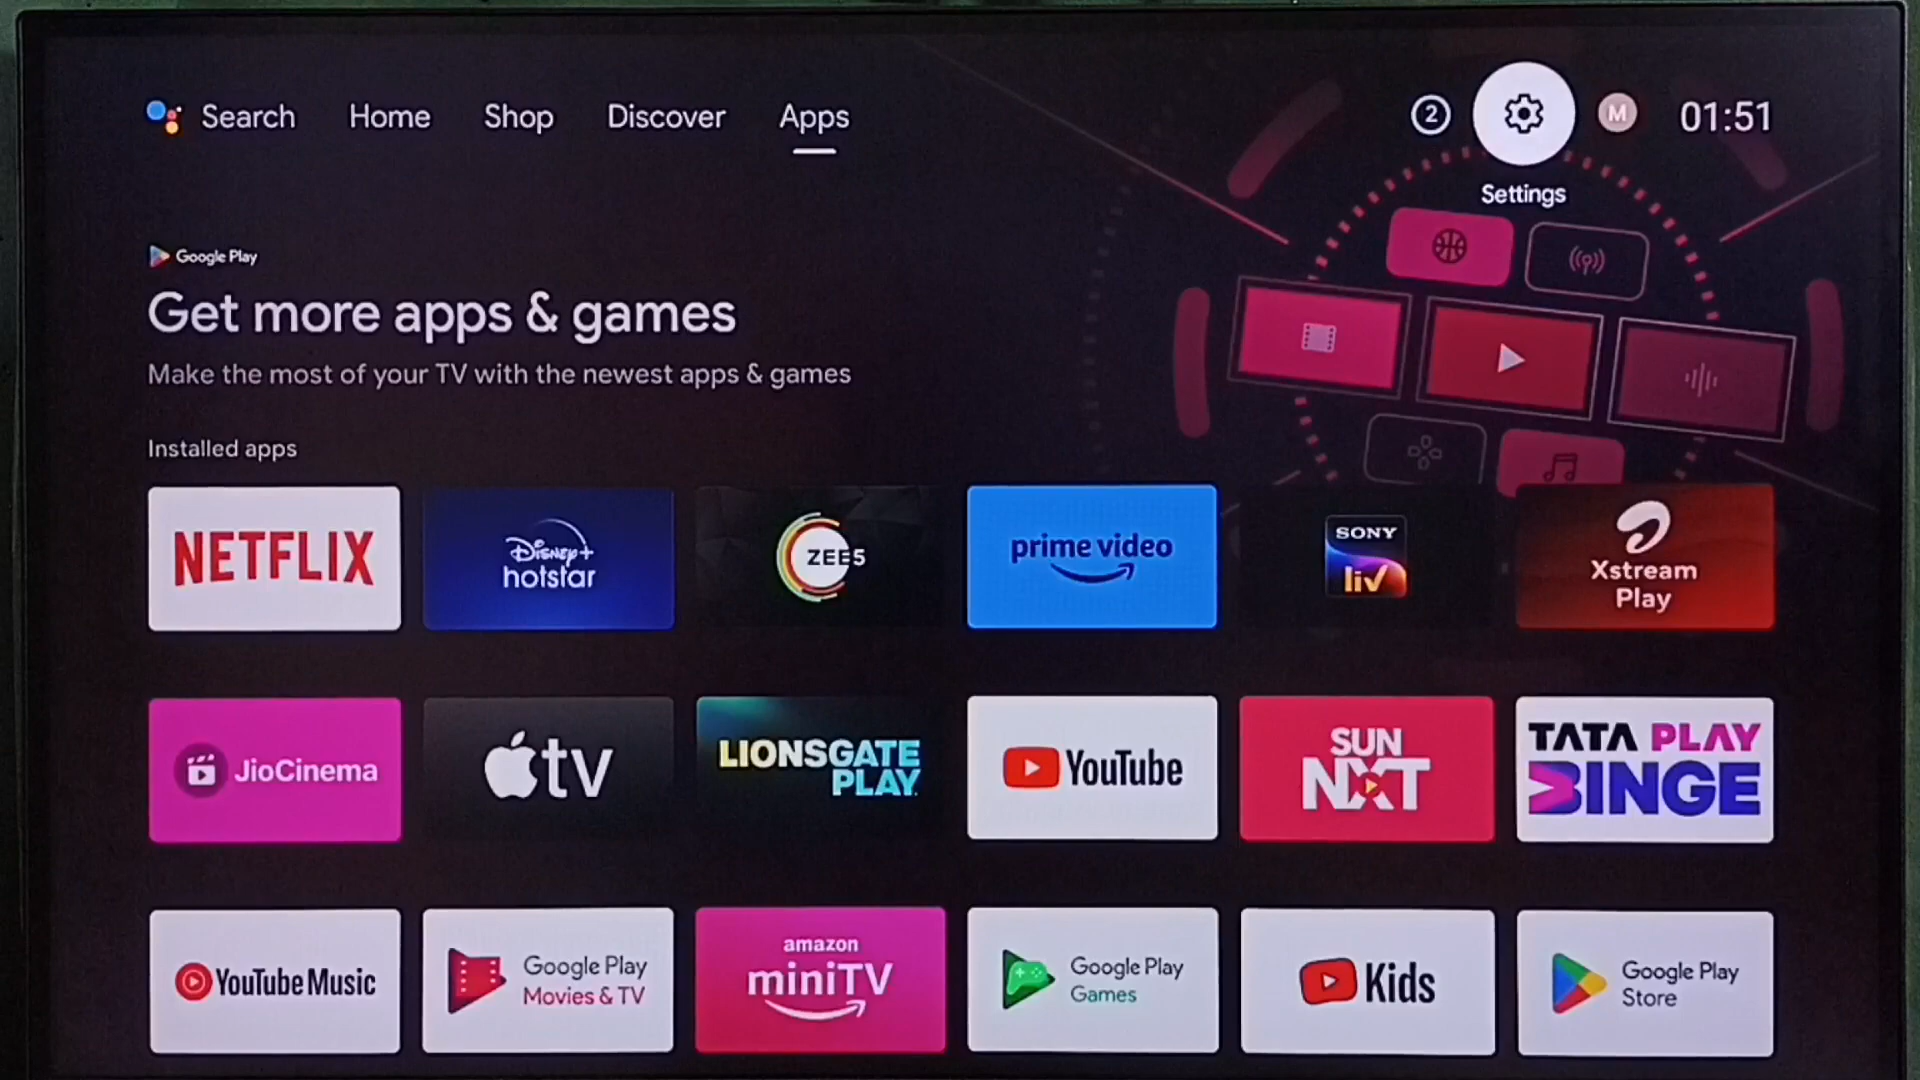 Search Home Shop Discover Apps 2 M 01:51
Settings
Google Play
Get more apps & games
Make the most of your TV with the newest apps & games
Installed apps
NETFLIX
Disney+
hotstar
ZEE5
prime video
SONY
liv
Xstream
Play
JioCinema
tv
LIONSGATE
PLAY
YouTube
SUN
NXT
TATA PLAY
BINGE
YouTube Music
Google Play
Movies & TV
amazon
miniTV
Google Play
Games
Kids
Google Play
Store